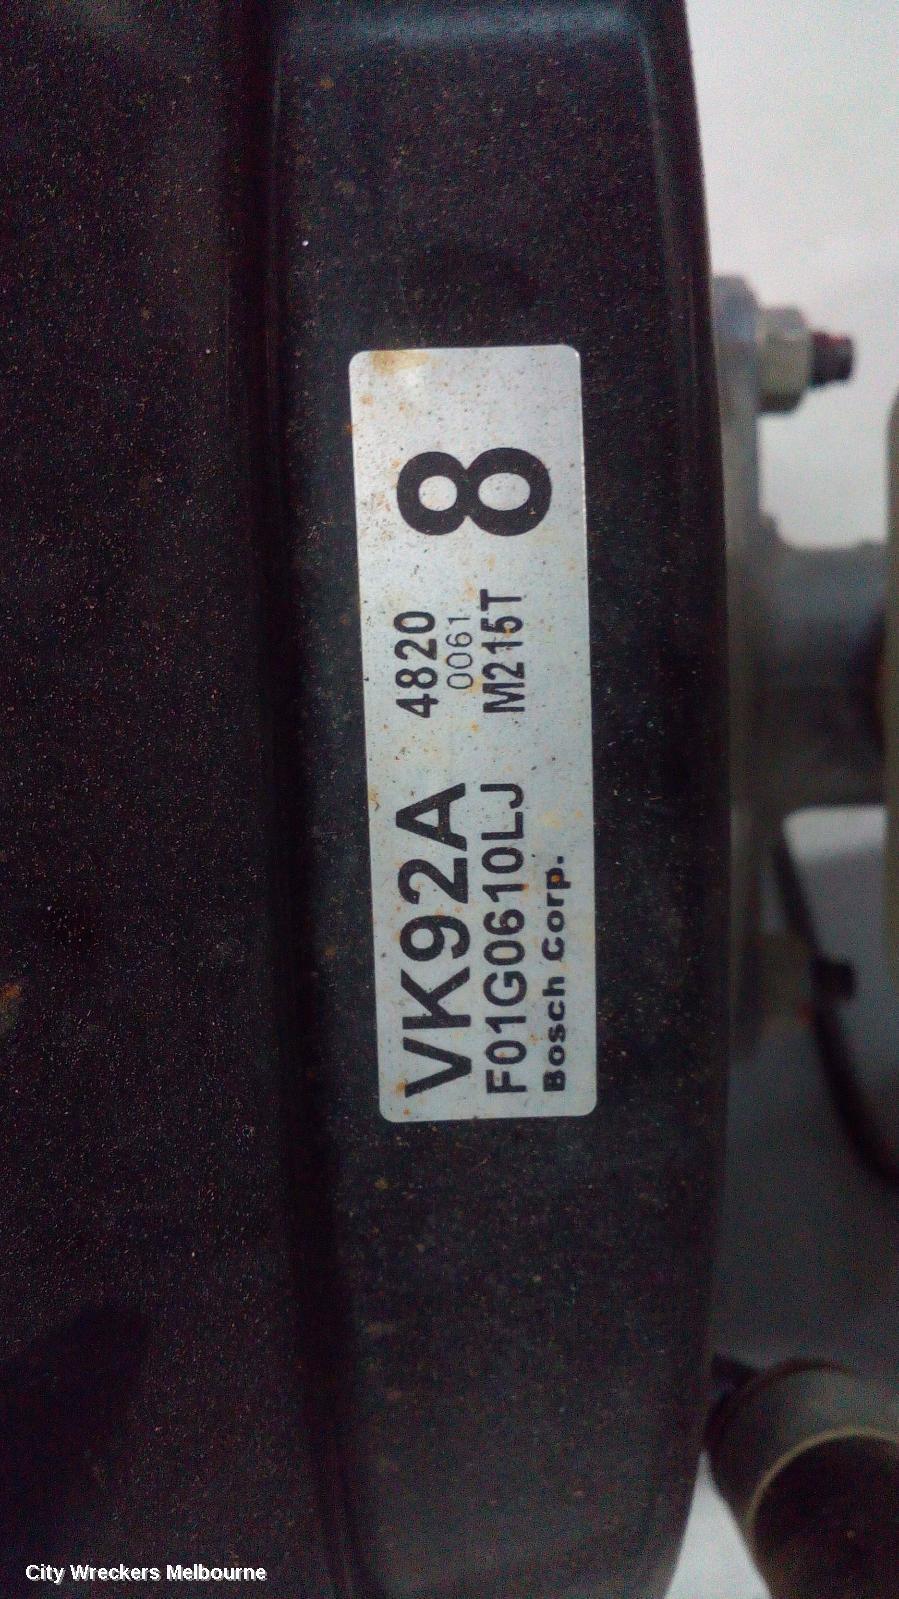 VK92A 4820 8
0061
F01G0610LJ M215T
Bosch Corp.
City Wreckers Melbourne